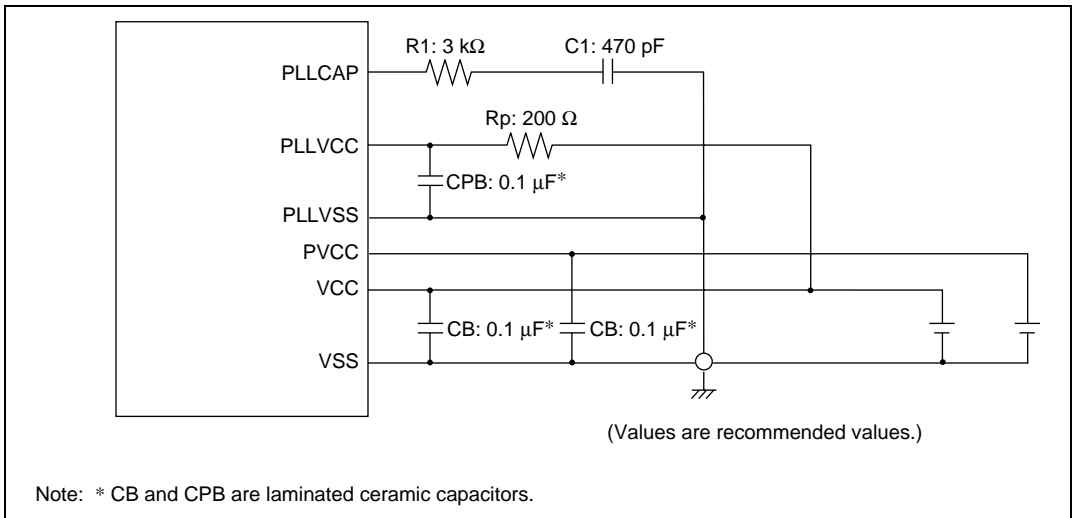 R1: 3 kΩ
C1: 470 pF
PLLCAP
Rp: 200 Ω
PLLVCC
CPB: 0.1 μF*
PLLVSS
PVCC
VCC
CB: 0.1 μF*
CB: 0.1 μF*
VSS
(Values are recommended values.)
Note: * CB and CPB are laminated ceramic capacitors.